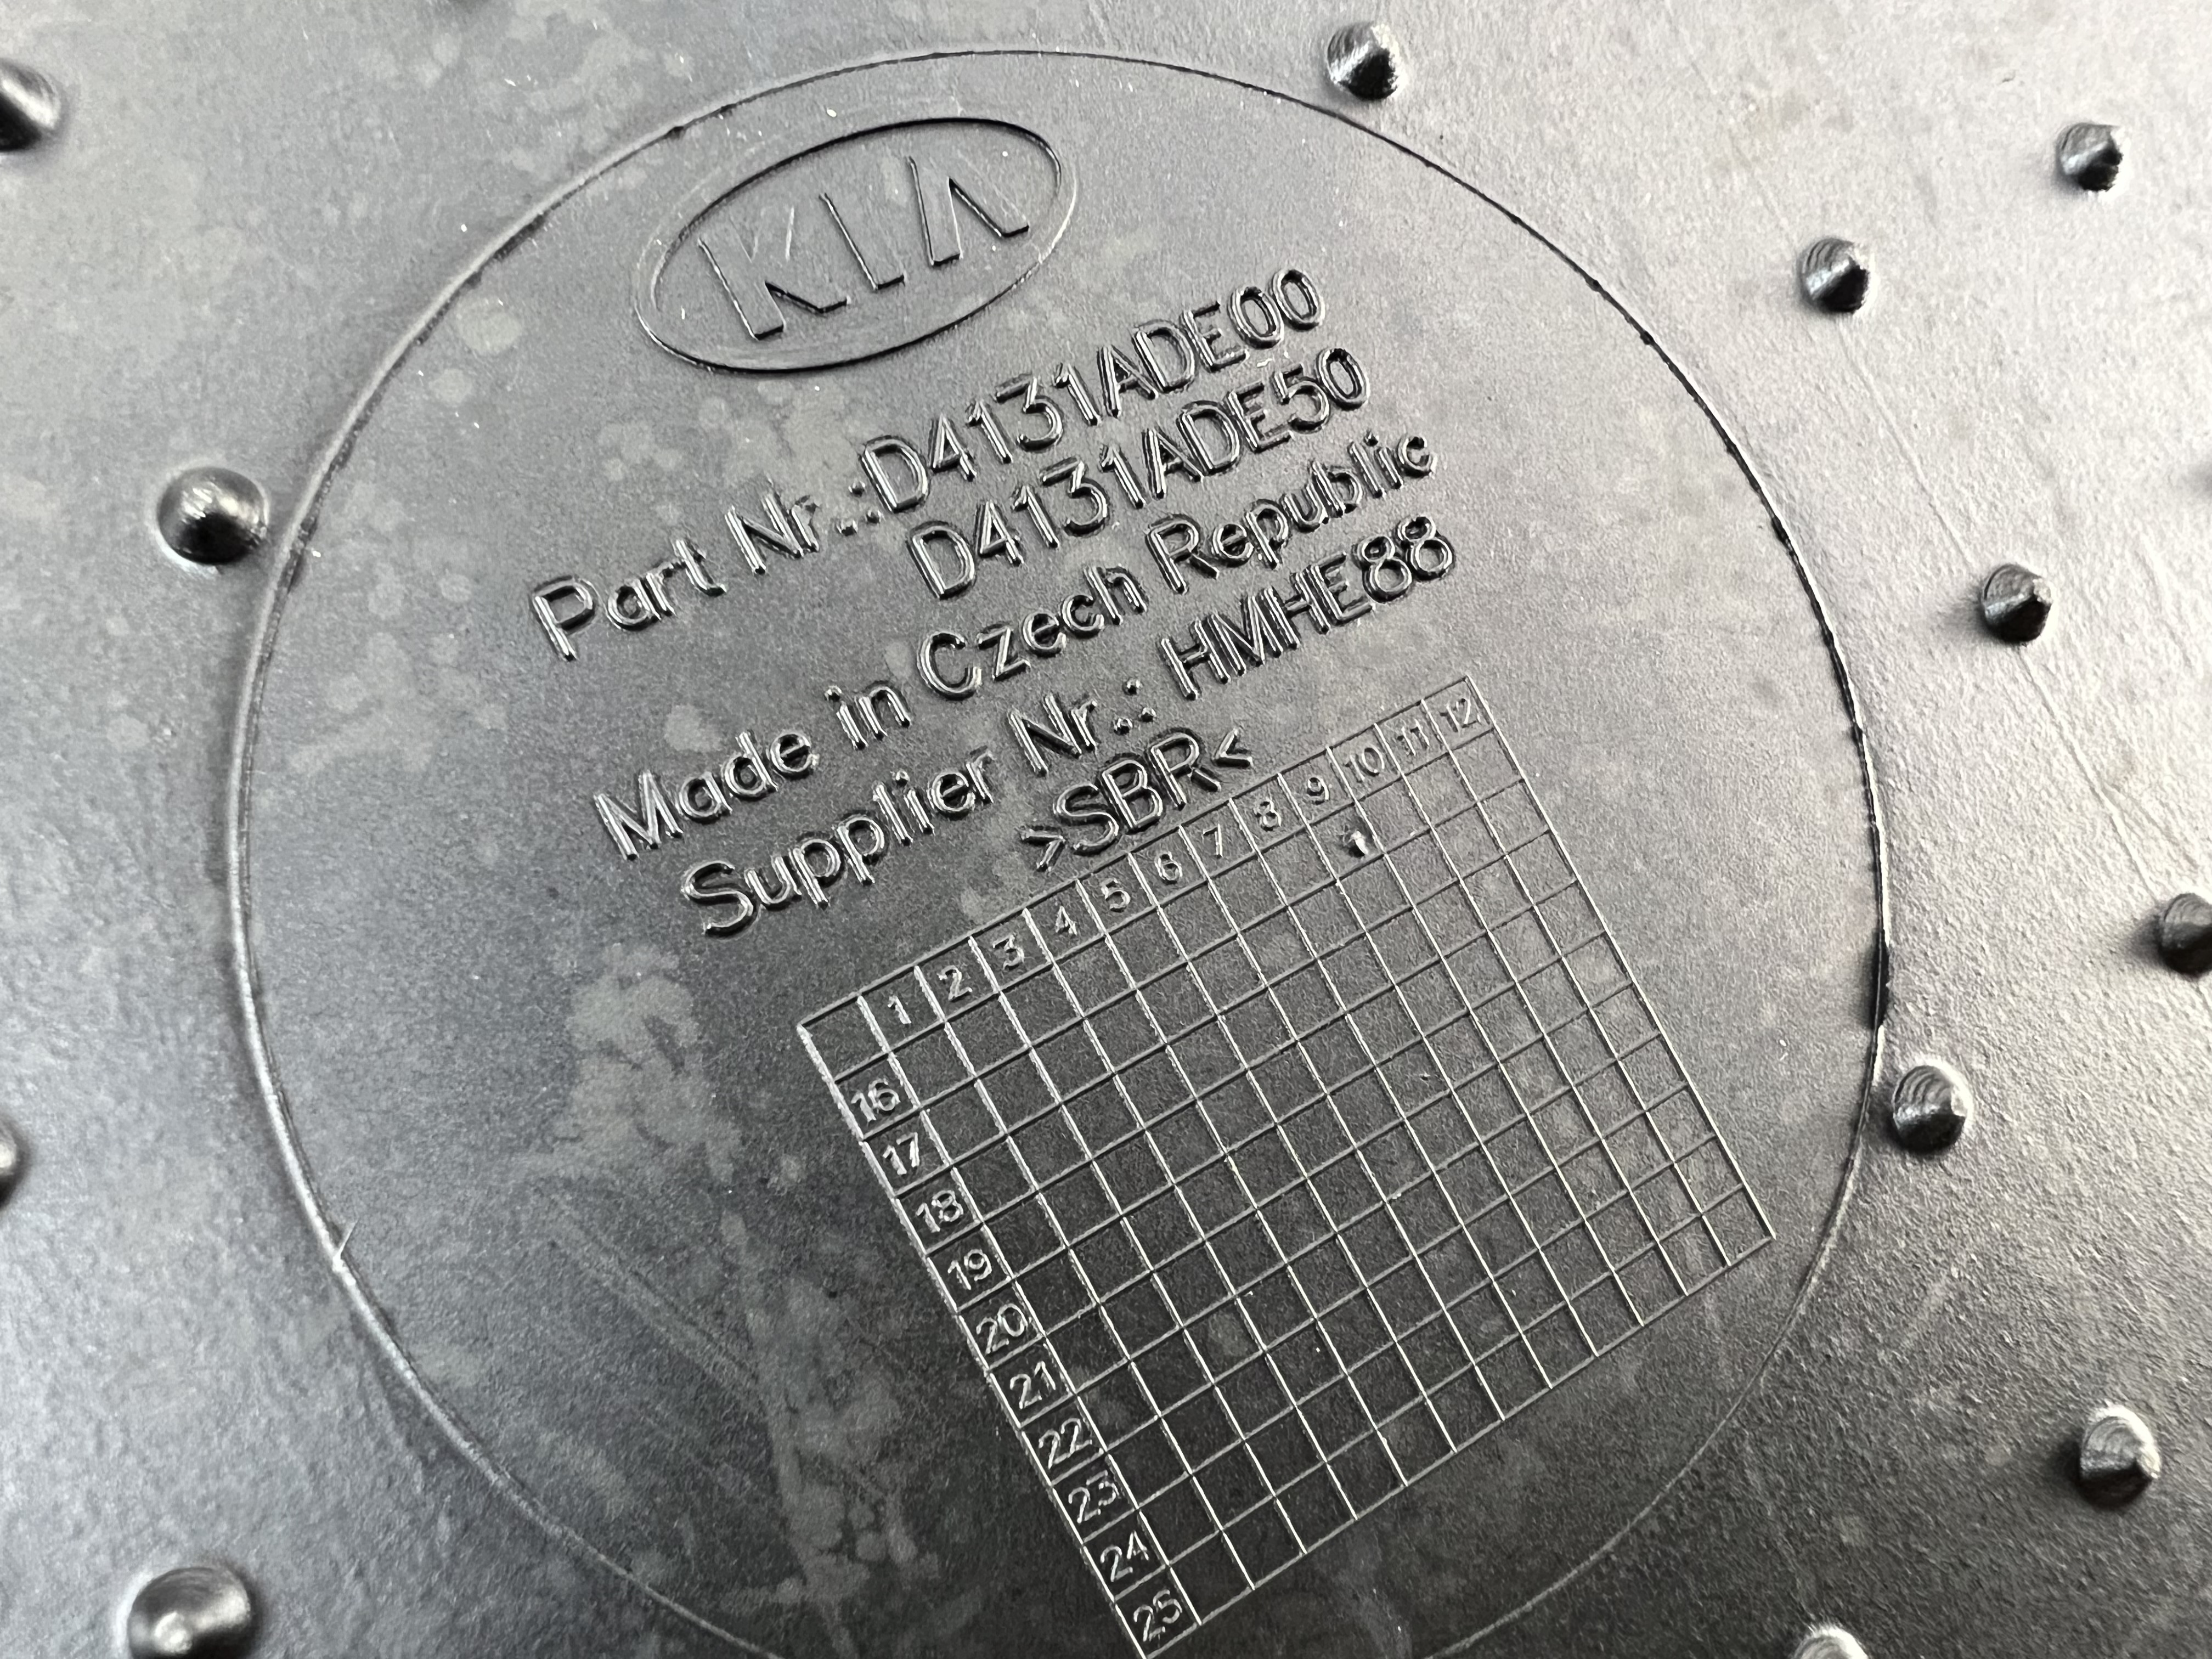 KIA
Part Nr.:D4131ADE00
D4131ADE50
Made in Czech Republic
Supplier Nr.: HMHE88
>SBR<
1 2 3 4 5 6 7 8 9 10 11 12
16
17
18
19
20
21
22
23
24
25